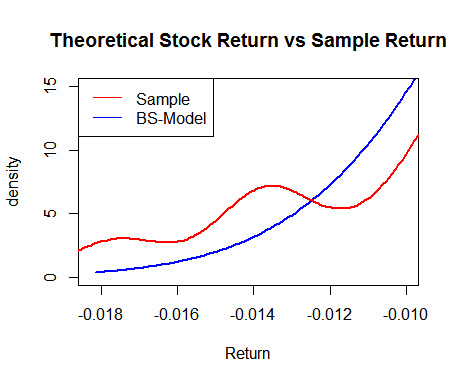 Theoretical Stock Return vs Sample Return
Sample
BS-Model
density
15
10
5
0
-0.018 -0.016 -0.014 -0.012 -0.010
Return